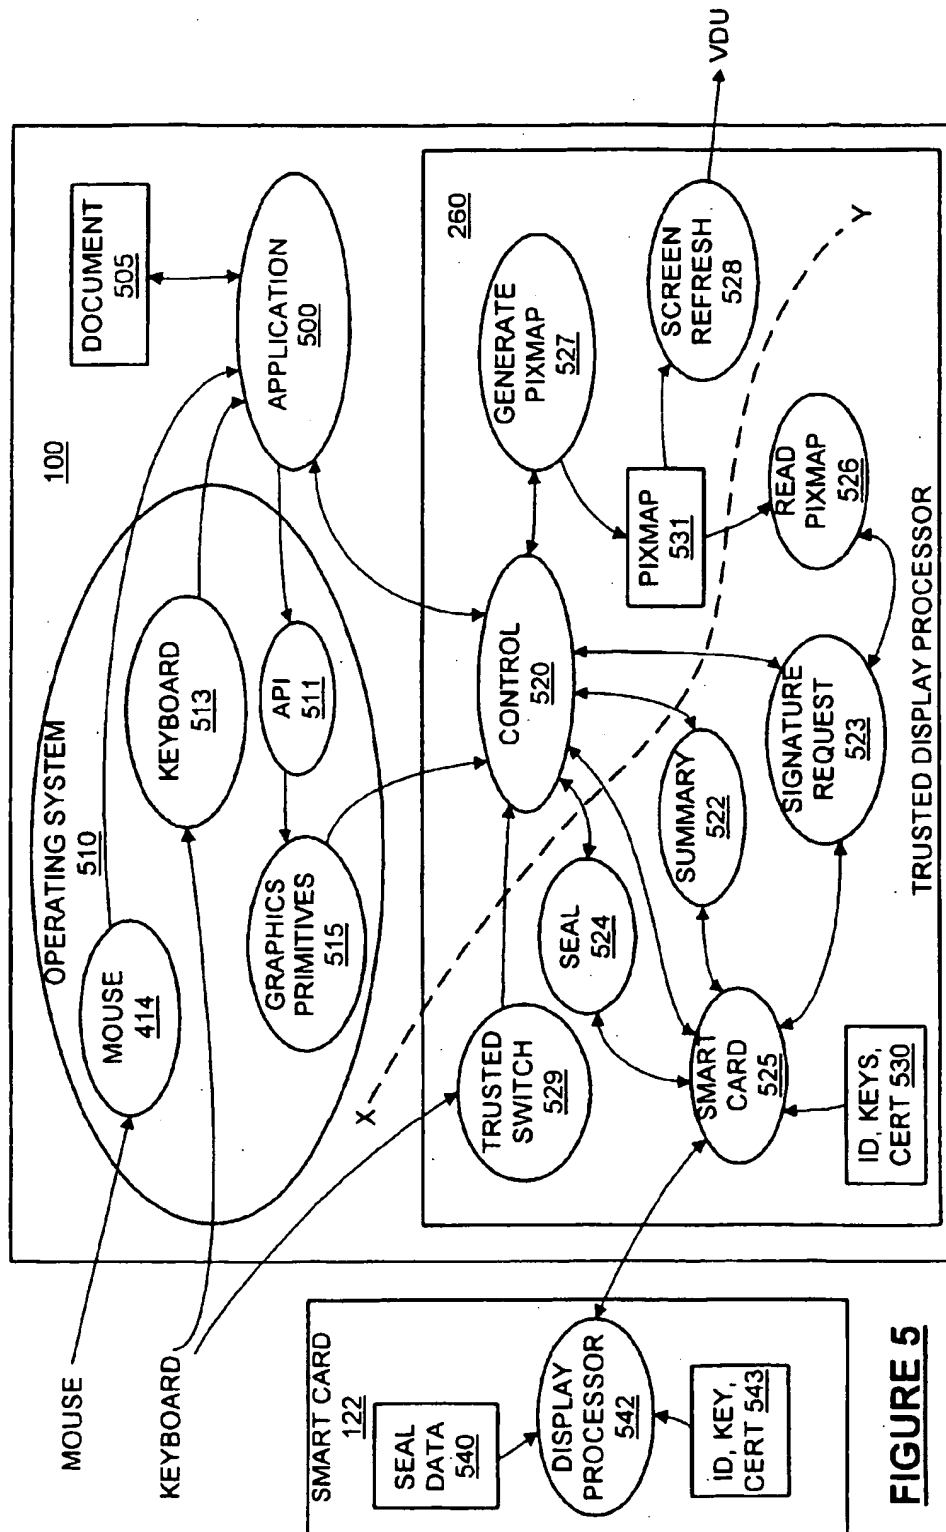 MOUSE
KEYBOARD
100
OPERATING SYSTEM
510
MOUSE
414
KEYBOARD
513
GRAPHICS
PRIMITIVES
515
API
511
DOCUMENT
505
APPLICATION
500
X
260
TRUSTED
SWITCH
529
CONTROL
520
GENERATE
PIXMAP
527
SEAL
524
PIXMAP
531
SCREEN
REFRESH
528
VDU
Y
SMART
CARD
525
SUMMARY
522
SIGNATURE
REQUEST
523
READ
PIXMAP
526
ID, KEYS,
CERT 530
TRUSTED DISPLAY PROCESSOR
SMART CARD
122
SEAL
DATA
540
DISPLAY
PROCESSOR
542
ID, KEY,
CERT 543
FIGURE 5